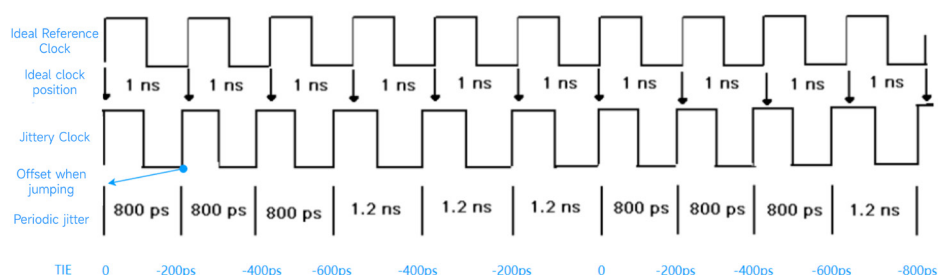 Ideal Reference
Clock
Ideal clock
position
1 ns 1 ns 1 ns 1 ns 1 ns 1 ns 1 ns 1 ns 1 ns 1 ns
Jittery Clock
Offset when
jumping
Periodic jitter
800 ps 800 ps 800 ps 1.2 ns 1.2 ns 1.2 ns 800 ps 800 ps 800 ps 1.2 ns
TIE 0 -200ps -400ps -600ps -400ps -200ps 0 -200ps -400ps -600ps -800ps